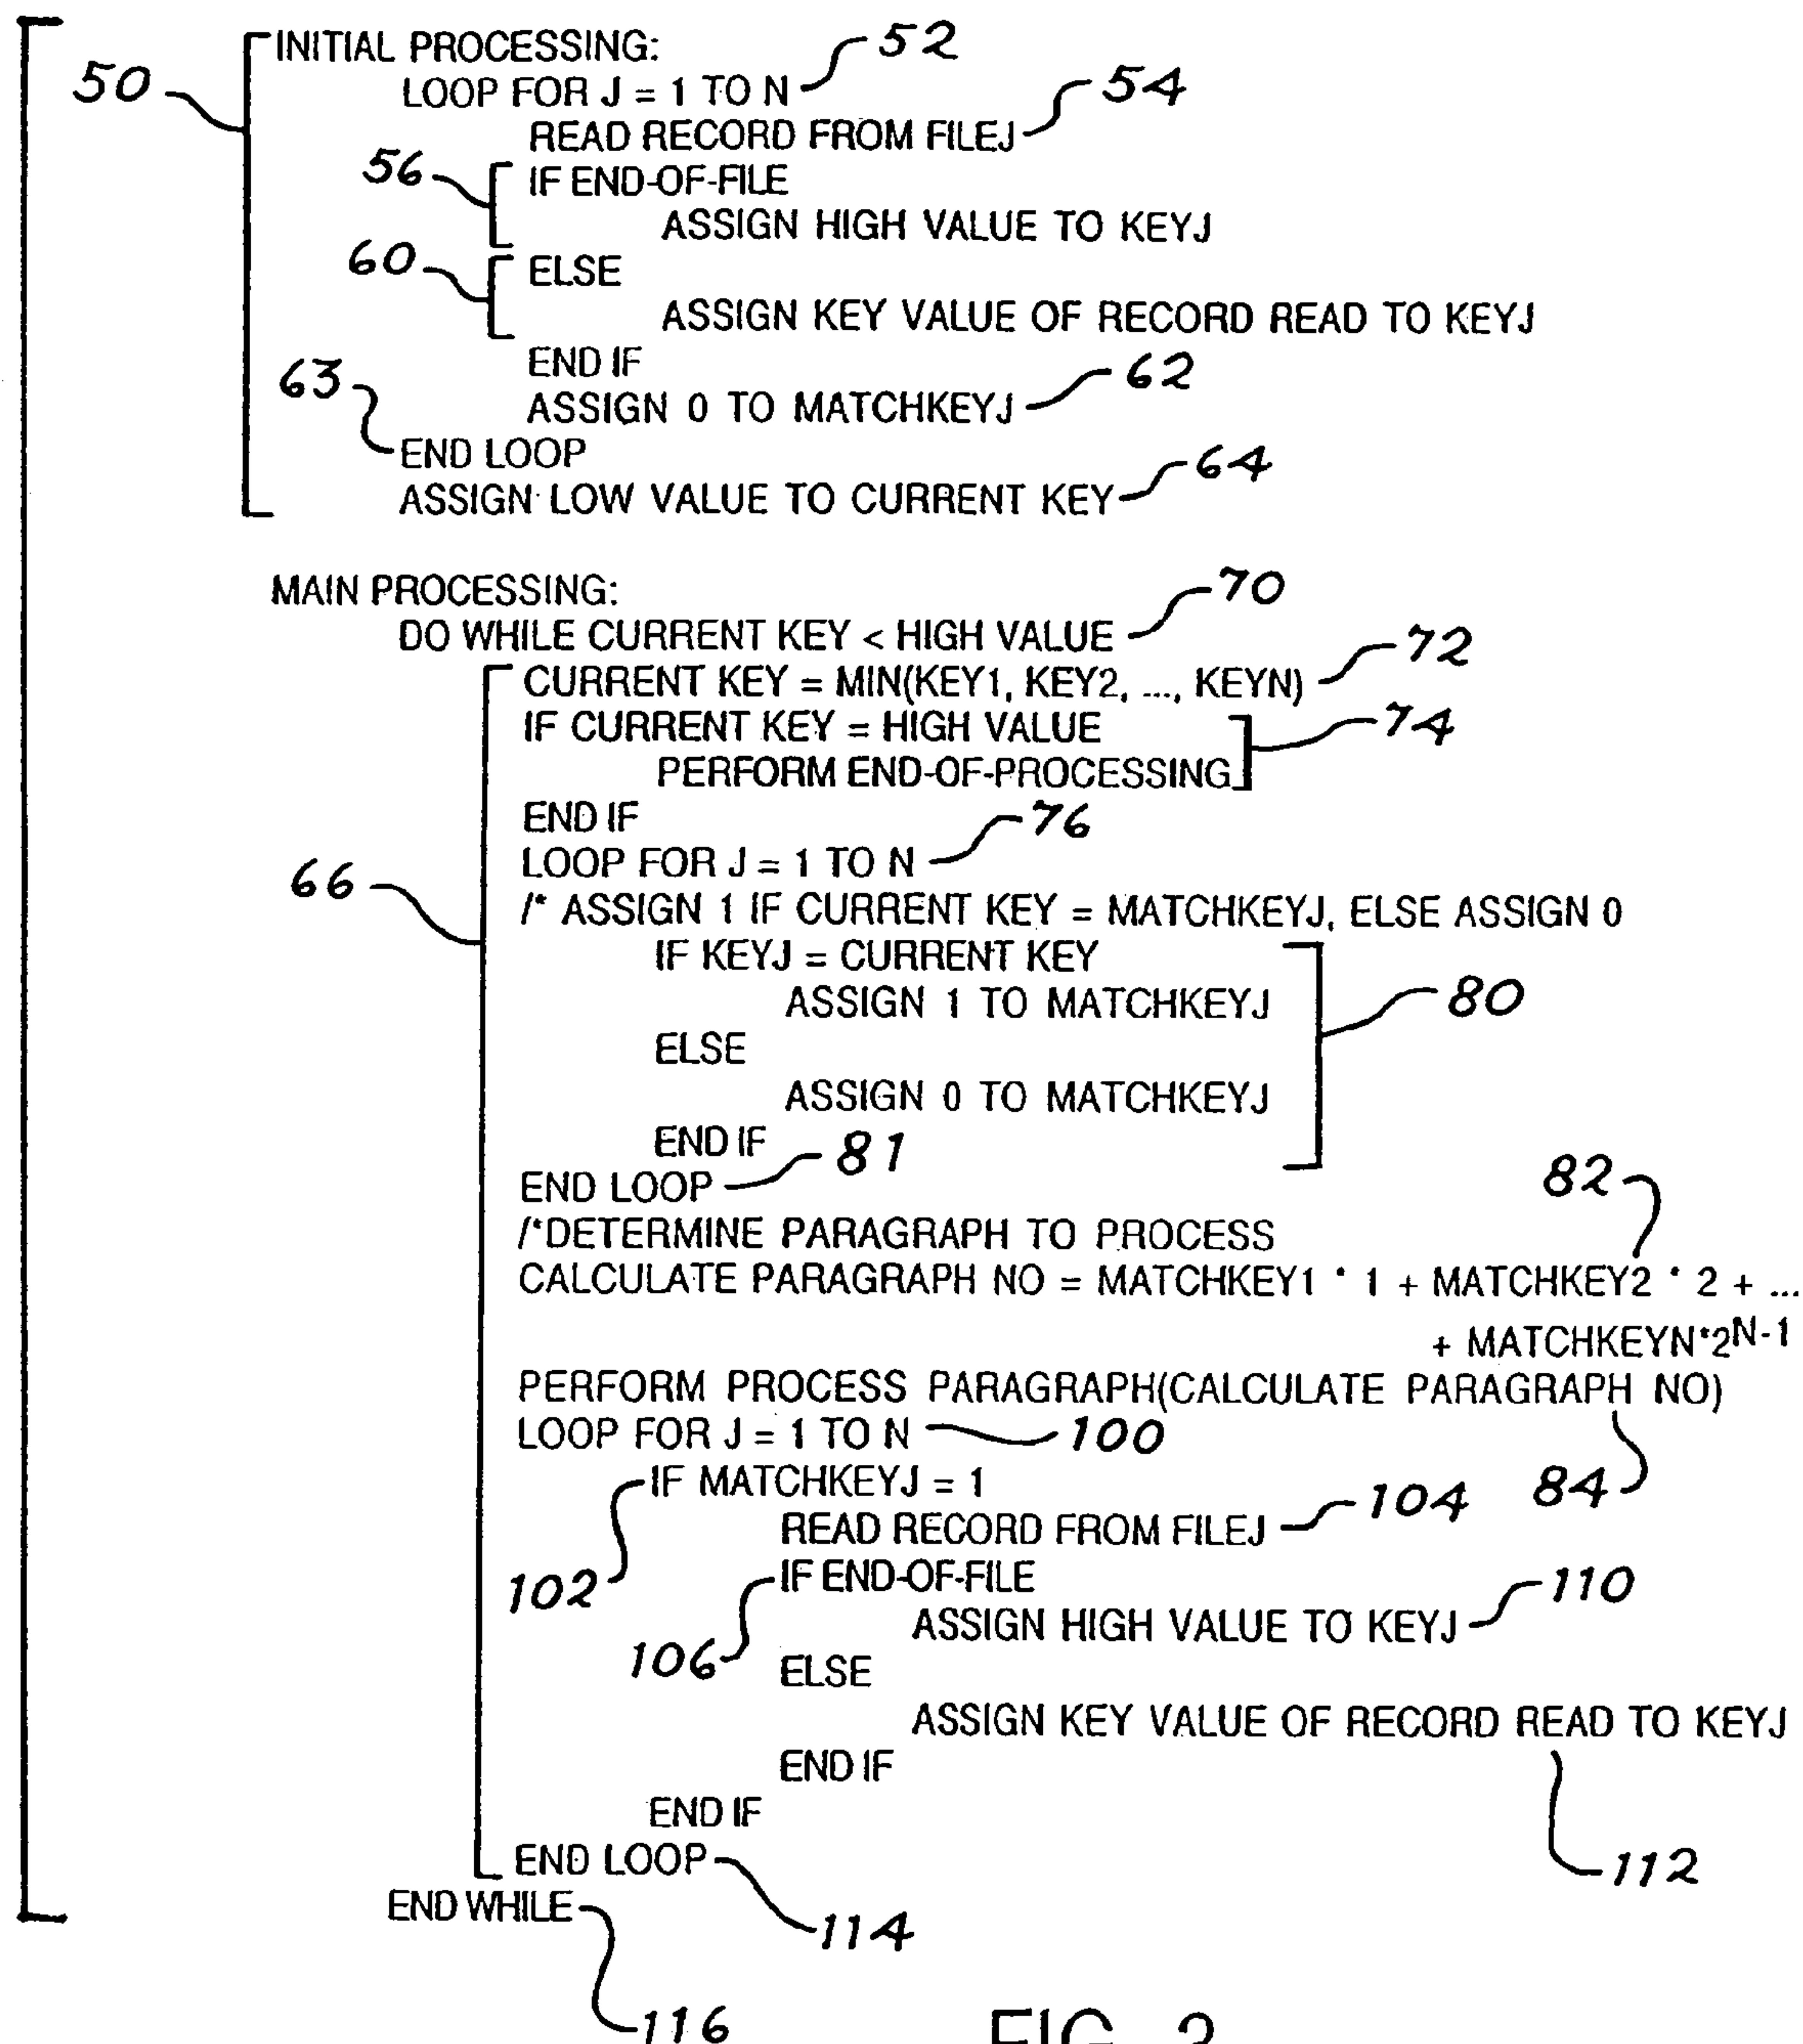 INITIAL PROCESSING: 52
50 LOOP FOR J = 1 TO N 54
READ RECORD FROM FILEJ
56 IF END-OF-FILE
ASSIGN HIGH VALUE TO KEYJ
60 ELSE
ASSIGN KEY VALUE OF RECORD READ TO KEYJ
END IF 62
63 ASSIGN 0 TO MATCHKEYJ
END LOOP 64
ASSIGN LOW VALUE TO CURRENT KEY
MAIN PROCESSING: 70
DO WHILE CURRENT KEY < HIGH VALUE 72
CURRENT KEY = MIN(KEY1, KEY2, ..., KEYN)
IF CURRENT KEY = HIGH VALUE 74
PERFORM END-OF-PROCESSING
END IF 76
LOOP FOR J = 1 TO N
66 /* ASSIGN 1 IF CURRENT KEY = MATCHKEYJ, ELSE ASSIGN 0
IF KEYJ = CURRENT KEY
ASSIGN 1 TO MATCHKEYJ 80
ELSE
ASSIGN 0 TO MATCHKEYJ
END IF 81
END LOOP 82
/*DETERMINE PARAGRAPH TO PROCESS
CALCULATE PARAGRAPH NO = MATCHKEY1 * 1 + MATCHKEY2 * 2 + ...
+ MATCHKEYN*2N-1
PERFORM PROCESS PARAGRAPH(CALCULATE PARAGRAPH NO)
LOOP FOR J = 1 TO N 100
IF MATCHKEYJ = 1 84
READ RECORD FROM FILEJ 104
102 IF END-OF-FILE 110
ASSIGN HIGH VALUE TO KEYJ
106 ELSE
ASSIGN KEY VALUE OF RECORD READ TO KEYJ
END IF
END IF
END LOOP 112
END WHILE 114
116 FIG. 2